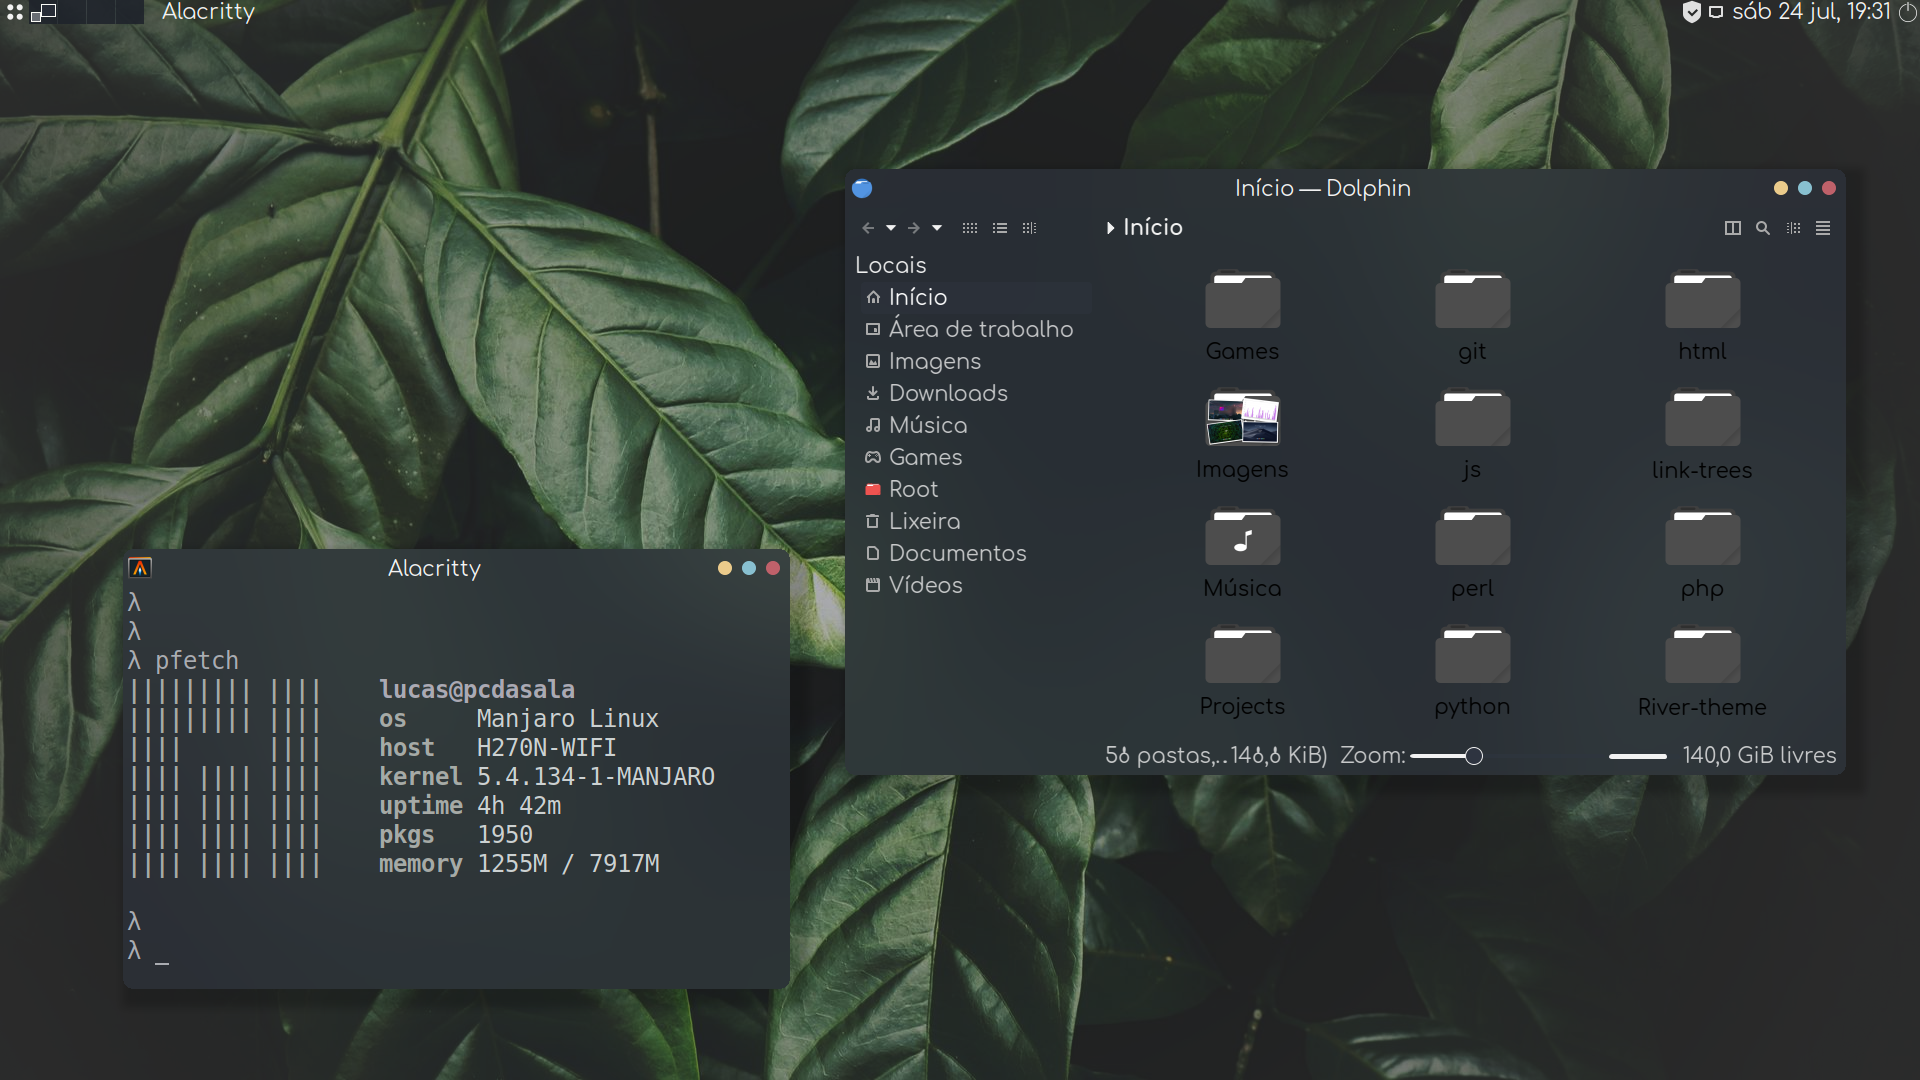 Alacritty
sáb 24 jul, 19:31
Início — Dolphin
Início
Locais
Início
Área de trabalho
Imagens
Downloads
Música
Games
Root
Lixeira
Documentos
Vídeos
Games
git
html
Imagens
js
link-trees
Música
perl
php
Projects
python
River-theme
56 pastas,..146,6 KiB)
Zoom:
140,0 GiB livres
Alacritty
λ
λ
λ pfetch
||||||||| |||| lucas@pcdasala
||||||||| |||| os Manjaro Linux
|||| |||| host H270N-WIFI
|||| |||| |||| kernel 5.4.134-1-MANJARO
|||| |||| |||| uptime 4h 42m
|||| |||| |||| pkgs 1950
|||| |||| |||| memory 1255M / 7917M
λ
λ _